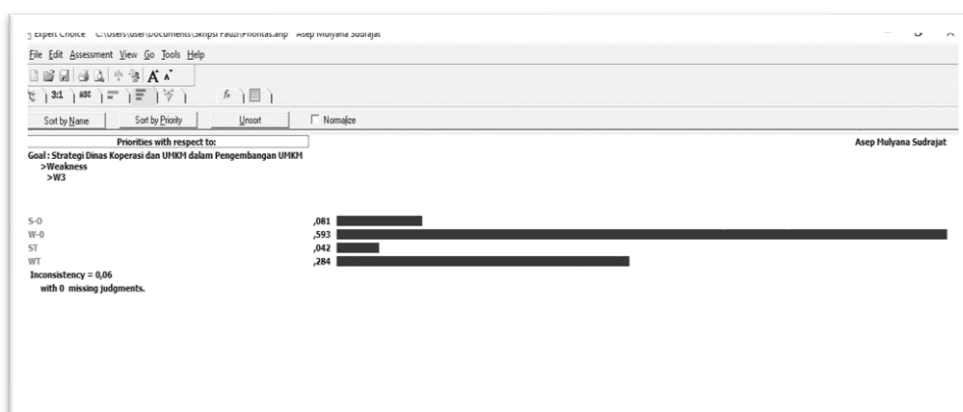 Expert Choice C:\Users\user\Documents\Skripsi Fauzi\Prioritas.ahp Asep Mulyana Sudrajat
File Edit Assessment View Go Tools Help
A A
3:1 ABC
Sort by Name Sort by Priority Unsort Normalize
Priorities with respect to: Asep Mulyana Sudrajat
Goal: Strategi Dinas Koperasi dan UMKM dalam Pengembangan UMKM
>Weakness
>W3
S-O ,081
W-O ,593
ST ,042
WT ,284
Inconsistency = 0,06
with 0 missing judgments.